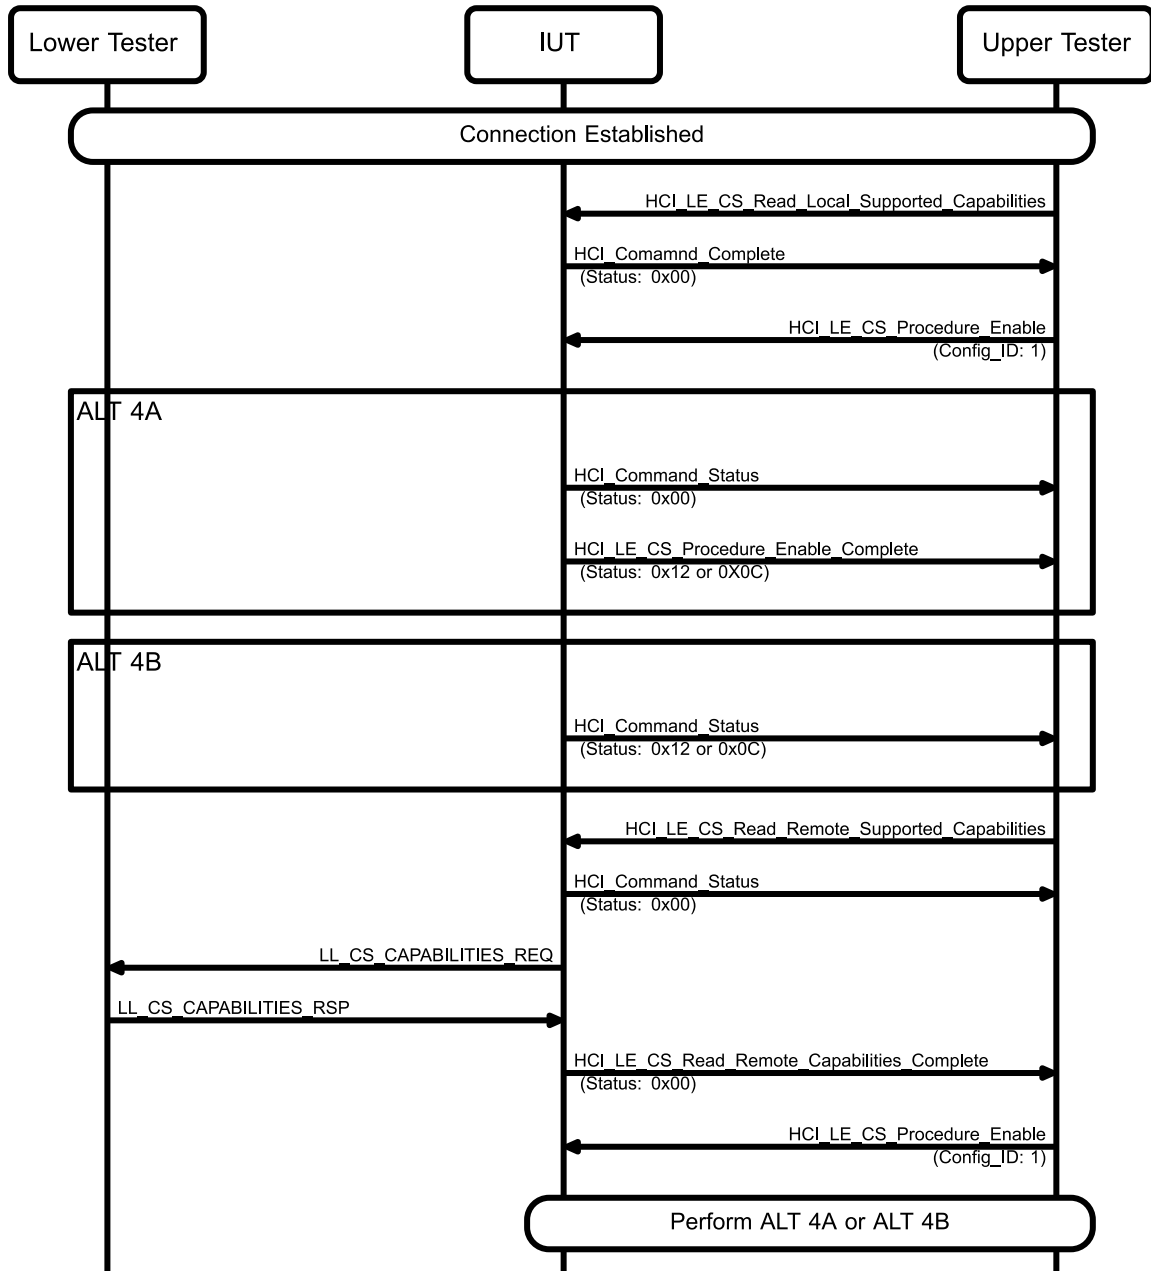 Lower Tester
IUT
Upper Tester
Connection Established
HCI_LE_CS_Read_Local_Supported_Capabilities
HCI_Comamnd_Complete
(Status: 0x00)
HCI_LE_CS_Procedure_Enable
(Config_ID: 1)
ALT 4A
HCI_Command_Status
(Status: 0x00)
HCI_LE_CS_Procedure_Enable_Complete
(Status: 0x12 or 0X0C)
ALT 4B
HCI_Command_Status
(Status: 0x12 or 0x0C)
HCI_LE_CS_Read_Remote_Supported_Capabilities
HCI_Command_Status
(Status: 0x00)
LL_CS_CAPABILITIES_REQ
LL_CS_CAPABILITIES_RSP
HCI_LE_CS_Read_Remote_Capabilities_Complete
(Status: 0x00)
HCI_LE_CS_Procedure_Enable
(Config_ID: 1)
Perform ALT 4A or ALT 4B